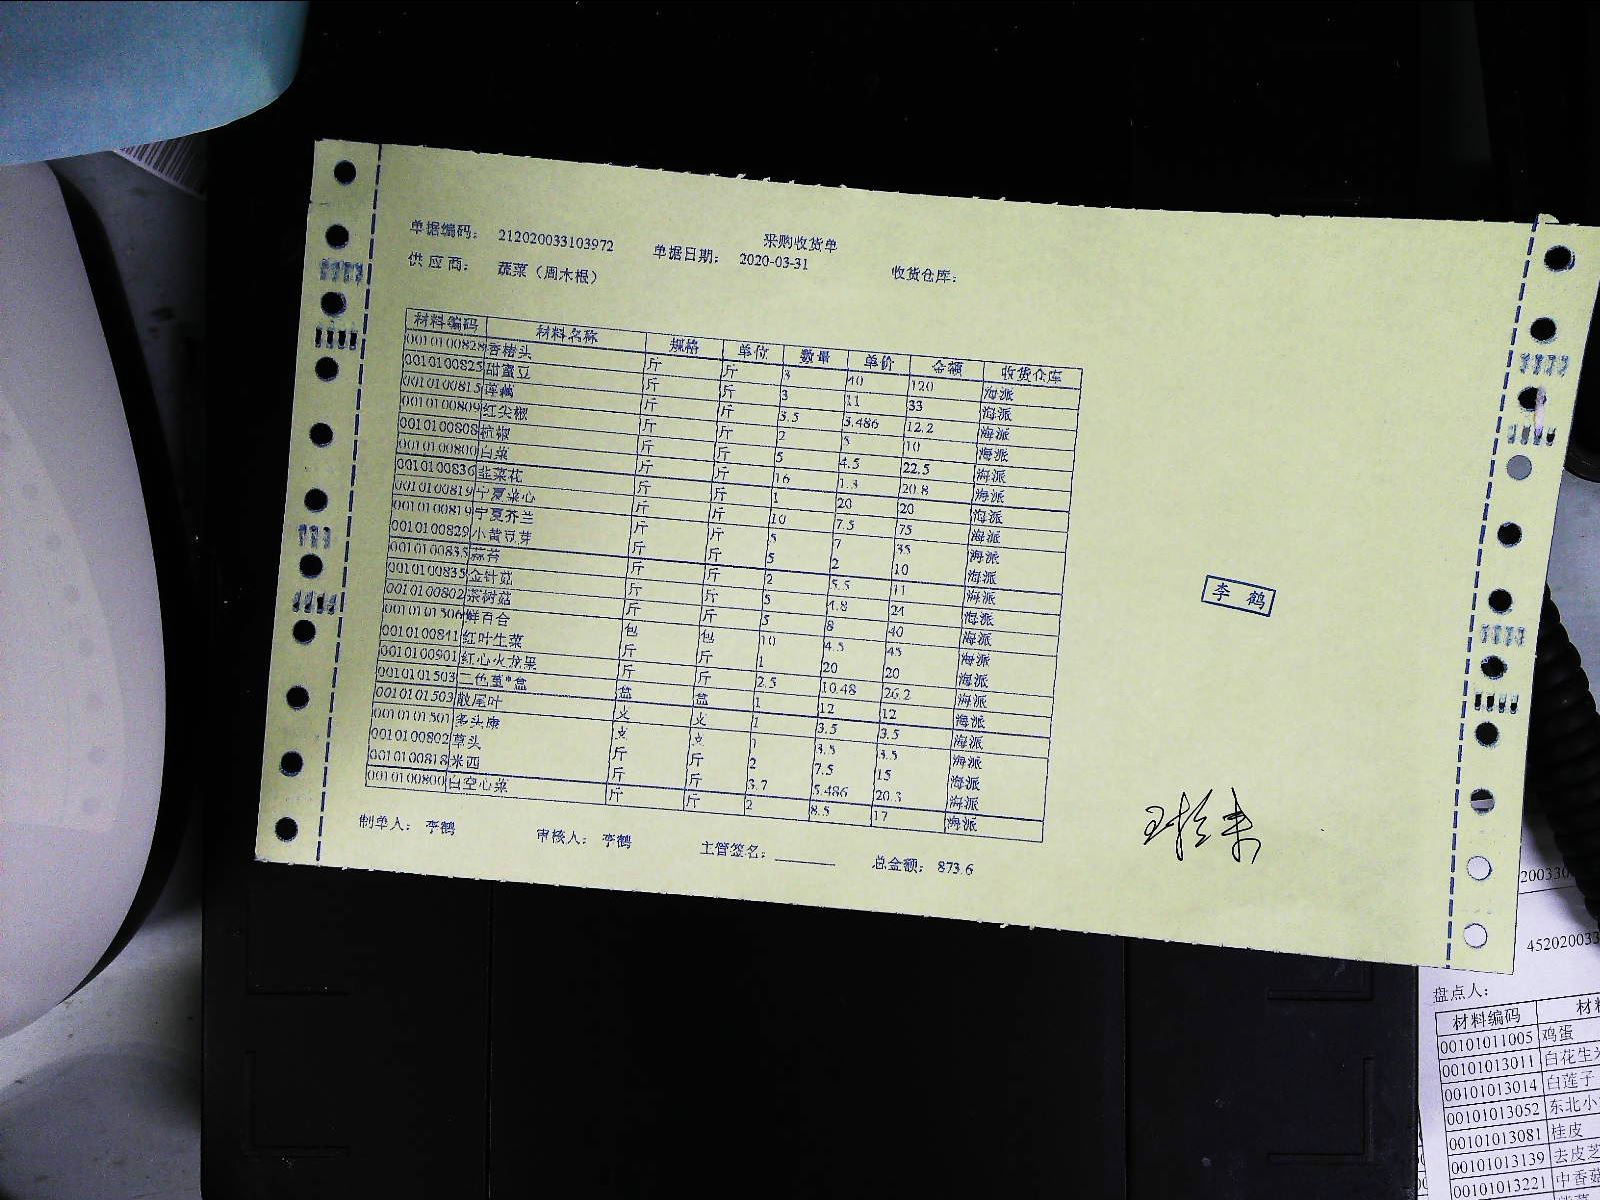 采购收货单
单据编码： 212020033103972 单据日期： 2020-03-31 收货仓库：
供 应 商： 蔬菜（周木根）
材料编码 材料名称 规格 单位 数量 单价 金额 收货仓库
0010100828 香椿头 斤 斤 3 40 120 海派
0010100825 甜蜜豆 斤 斤 3 11 33 海派
0010100815 莲藕 斤 斤 3.5 3.486 12.2 海派
0010100809 红尖椒 斤 斤 2 5 10 海派
0010100808 杭椒 斤 斤 5 4.5 22.5 海派
0010100800 白菜 斤 斤 16 1.3 20.8 海派
0010100836 韭菜花 斤 斤 1 20 20 海派
0010100819 宁夏菜心 斤 斤 10 7.5 75 海派
0010100819 宁夏芥兰 斤 斤 5 7 35 海派
0010100829 小黄豆芽 斤 斤 5 2 10 海派
0010100835 蒜苔 斤 斤 2 5.5 11 海派
0010100835 金针菇 斤 斤 5 4.8 24 海派
0010100802 茶树菇 斤 斤 5 8 40 海派
0010101506 鲜百合 包 包 10 4.5 45 海派
0010100841 红叶生菜 斤 斤 1 20 20 海派
0010100901 红心火龙果 斤 斤 2.5 10.48 26.2 海派
0010101503 二色堇*盒 盒 盒 1 12 12 海派
0010101503 散尾叶 支 支 1 3.5 3.5 海派
0010101501 多头康 支 支 1 3.5 3.5 海派
0010100802 草头 斤 斤 2 7.5 15 海派
0010100818 米西 斤 斤 3.7 5.486 20.3 海派
0010100800 白空心菜 斤 斤 2 8.5 17 海派
制单人： 李鹤 审核人： 李鹤 主管签名： 总金额： 873.6
李 鹤
盘点人：
材料编码
00101011005 鸡蛋
00101013011 白花生
00101013014 白莲子
00101013052 东北小
00101013081 桂皮
00101013139 去皮芝
00101013221 中香菇